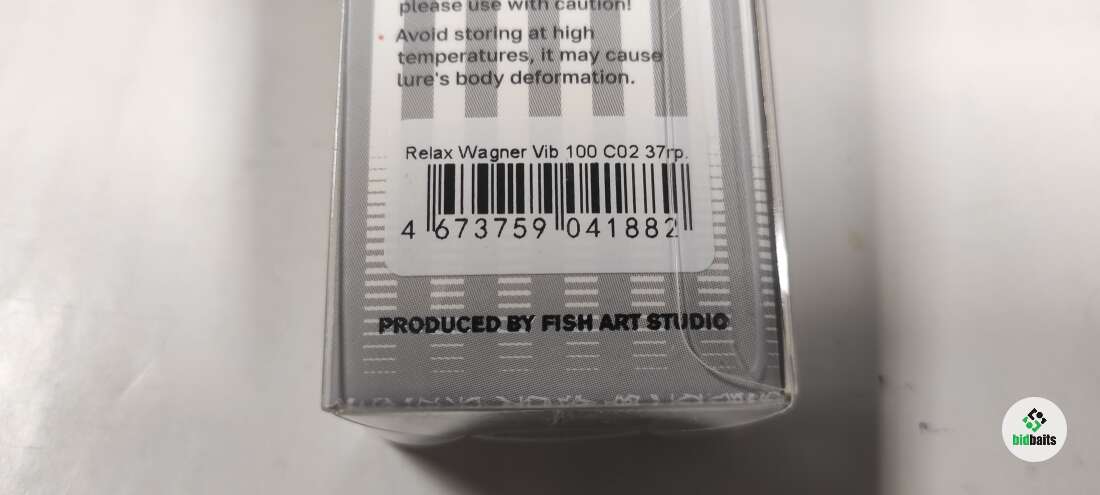 please use with caution!
• Avoid storing at high
temperatures, it may cause
lure's body deformation.
Relax Wagner Vib 100 C02 37гр.
4 673759 041882
PRODUCED BY FISH ART STUDIO
bidbaits